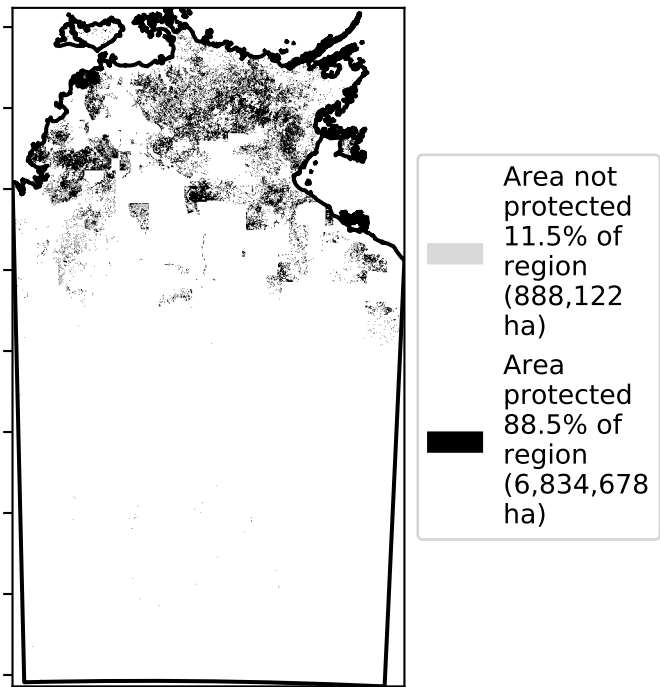 Area not
protected
11.5% of
region
(888,122
ha)
Area
protected
88.5% of
region
(6,834,678
ha)